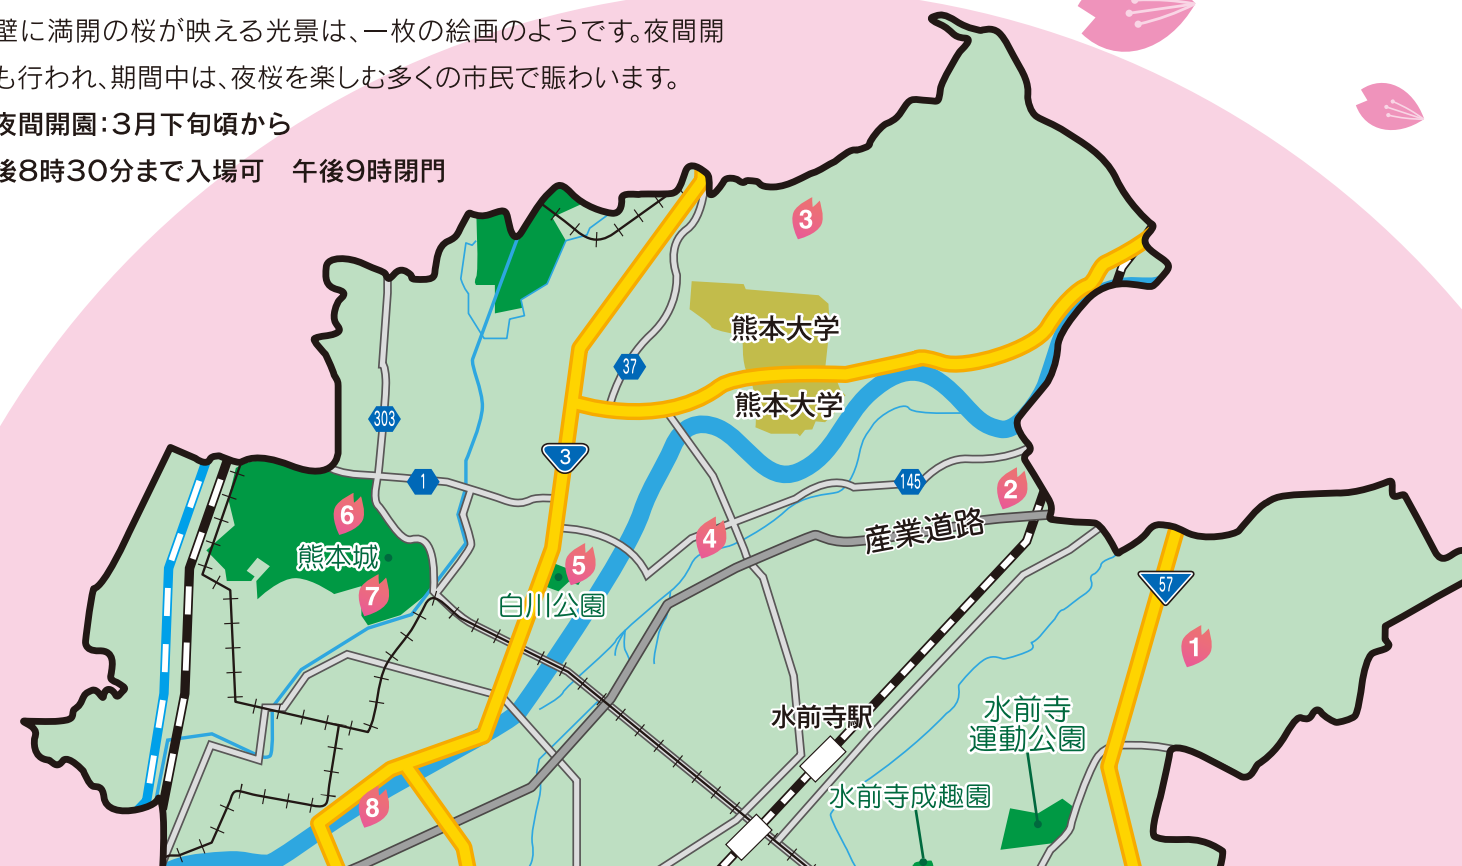 壁に満開の桜が映える光景は、一枚の絵画のようです。夜間開
も行われ、期間中は、夜桜を楽しむ多くの市民で賑わいます。
夜間開園：3月下旬頃から
後8時30分まで入場可　午後9時閉門
3
熊本大学
37
熊本大学
303
3
1
145
2
6
産業道路
4
熊本城
5
57
7
白川公園
1
水前寺駅
水前寺
運動公園
水前寺成趣園
8